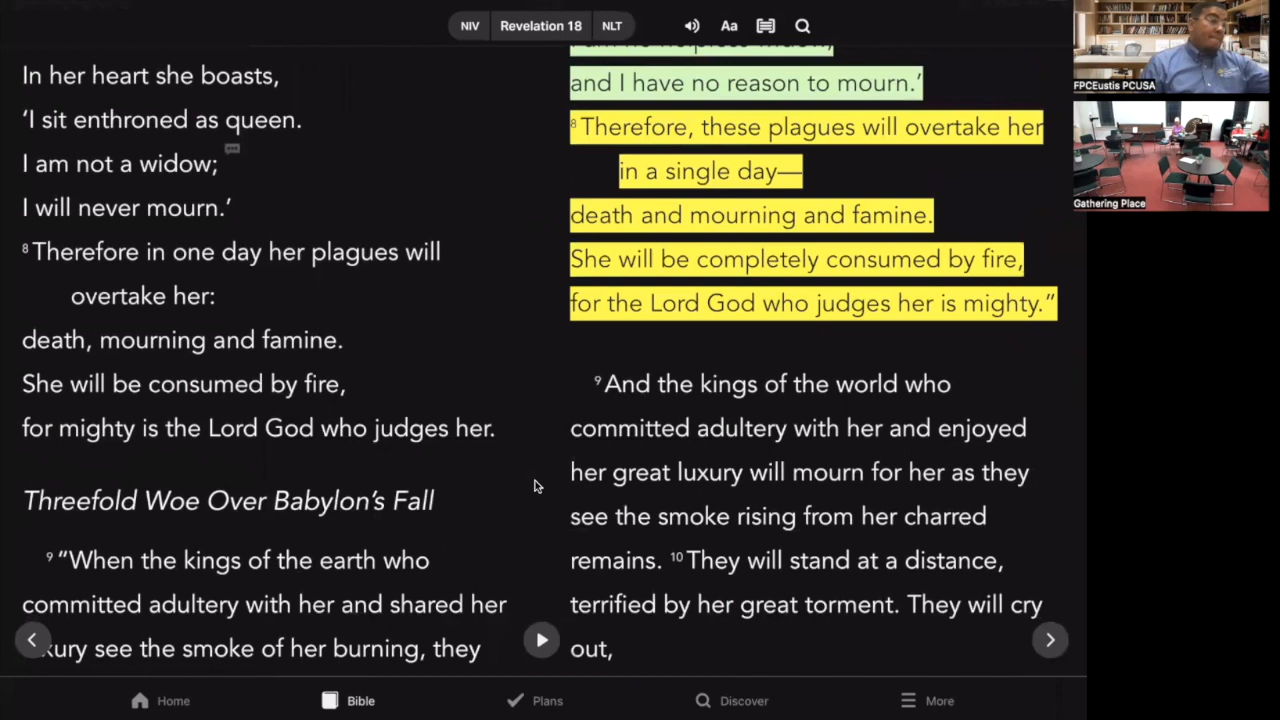 NIV Revelation 18 NLT Aa
In her heart she boasts,
‘I sit enthroned as queen.
I am not a widow;
I will never mourn.’
8 Therefore in one day her plagues will
overtake her:
death, mourning and famine.
She will be consumed by fire,
for mighty is the Lord God who judges her.
Threefold Woe Over Babylon’s Fall
9 “When the kings of the earth who
committed adultery with her and shared her
see the smoke of her burning, they
and I have no reason to mourn.’
8 Therefore, these plagues will overtake her
in a single day—
death and mourning and famine.
She will be completely consumed by fire,
for the Lord God who judges her is mighty.”
9 And the kings of the world who
committed adultery with her and enjoyed
her great luxury will mourn for her as they
see the smoke rising from her charred
remains. 10 They will stand at a distance,
terrified by her great torment. They will cry
out,
Home Bible Plans Discover More
FPCEustis PCUSA
Gathering Place